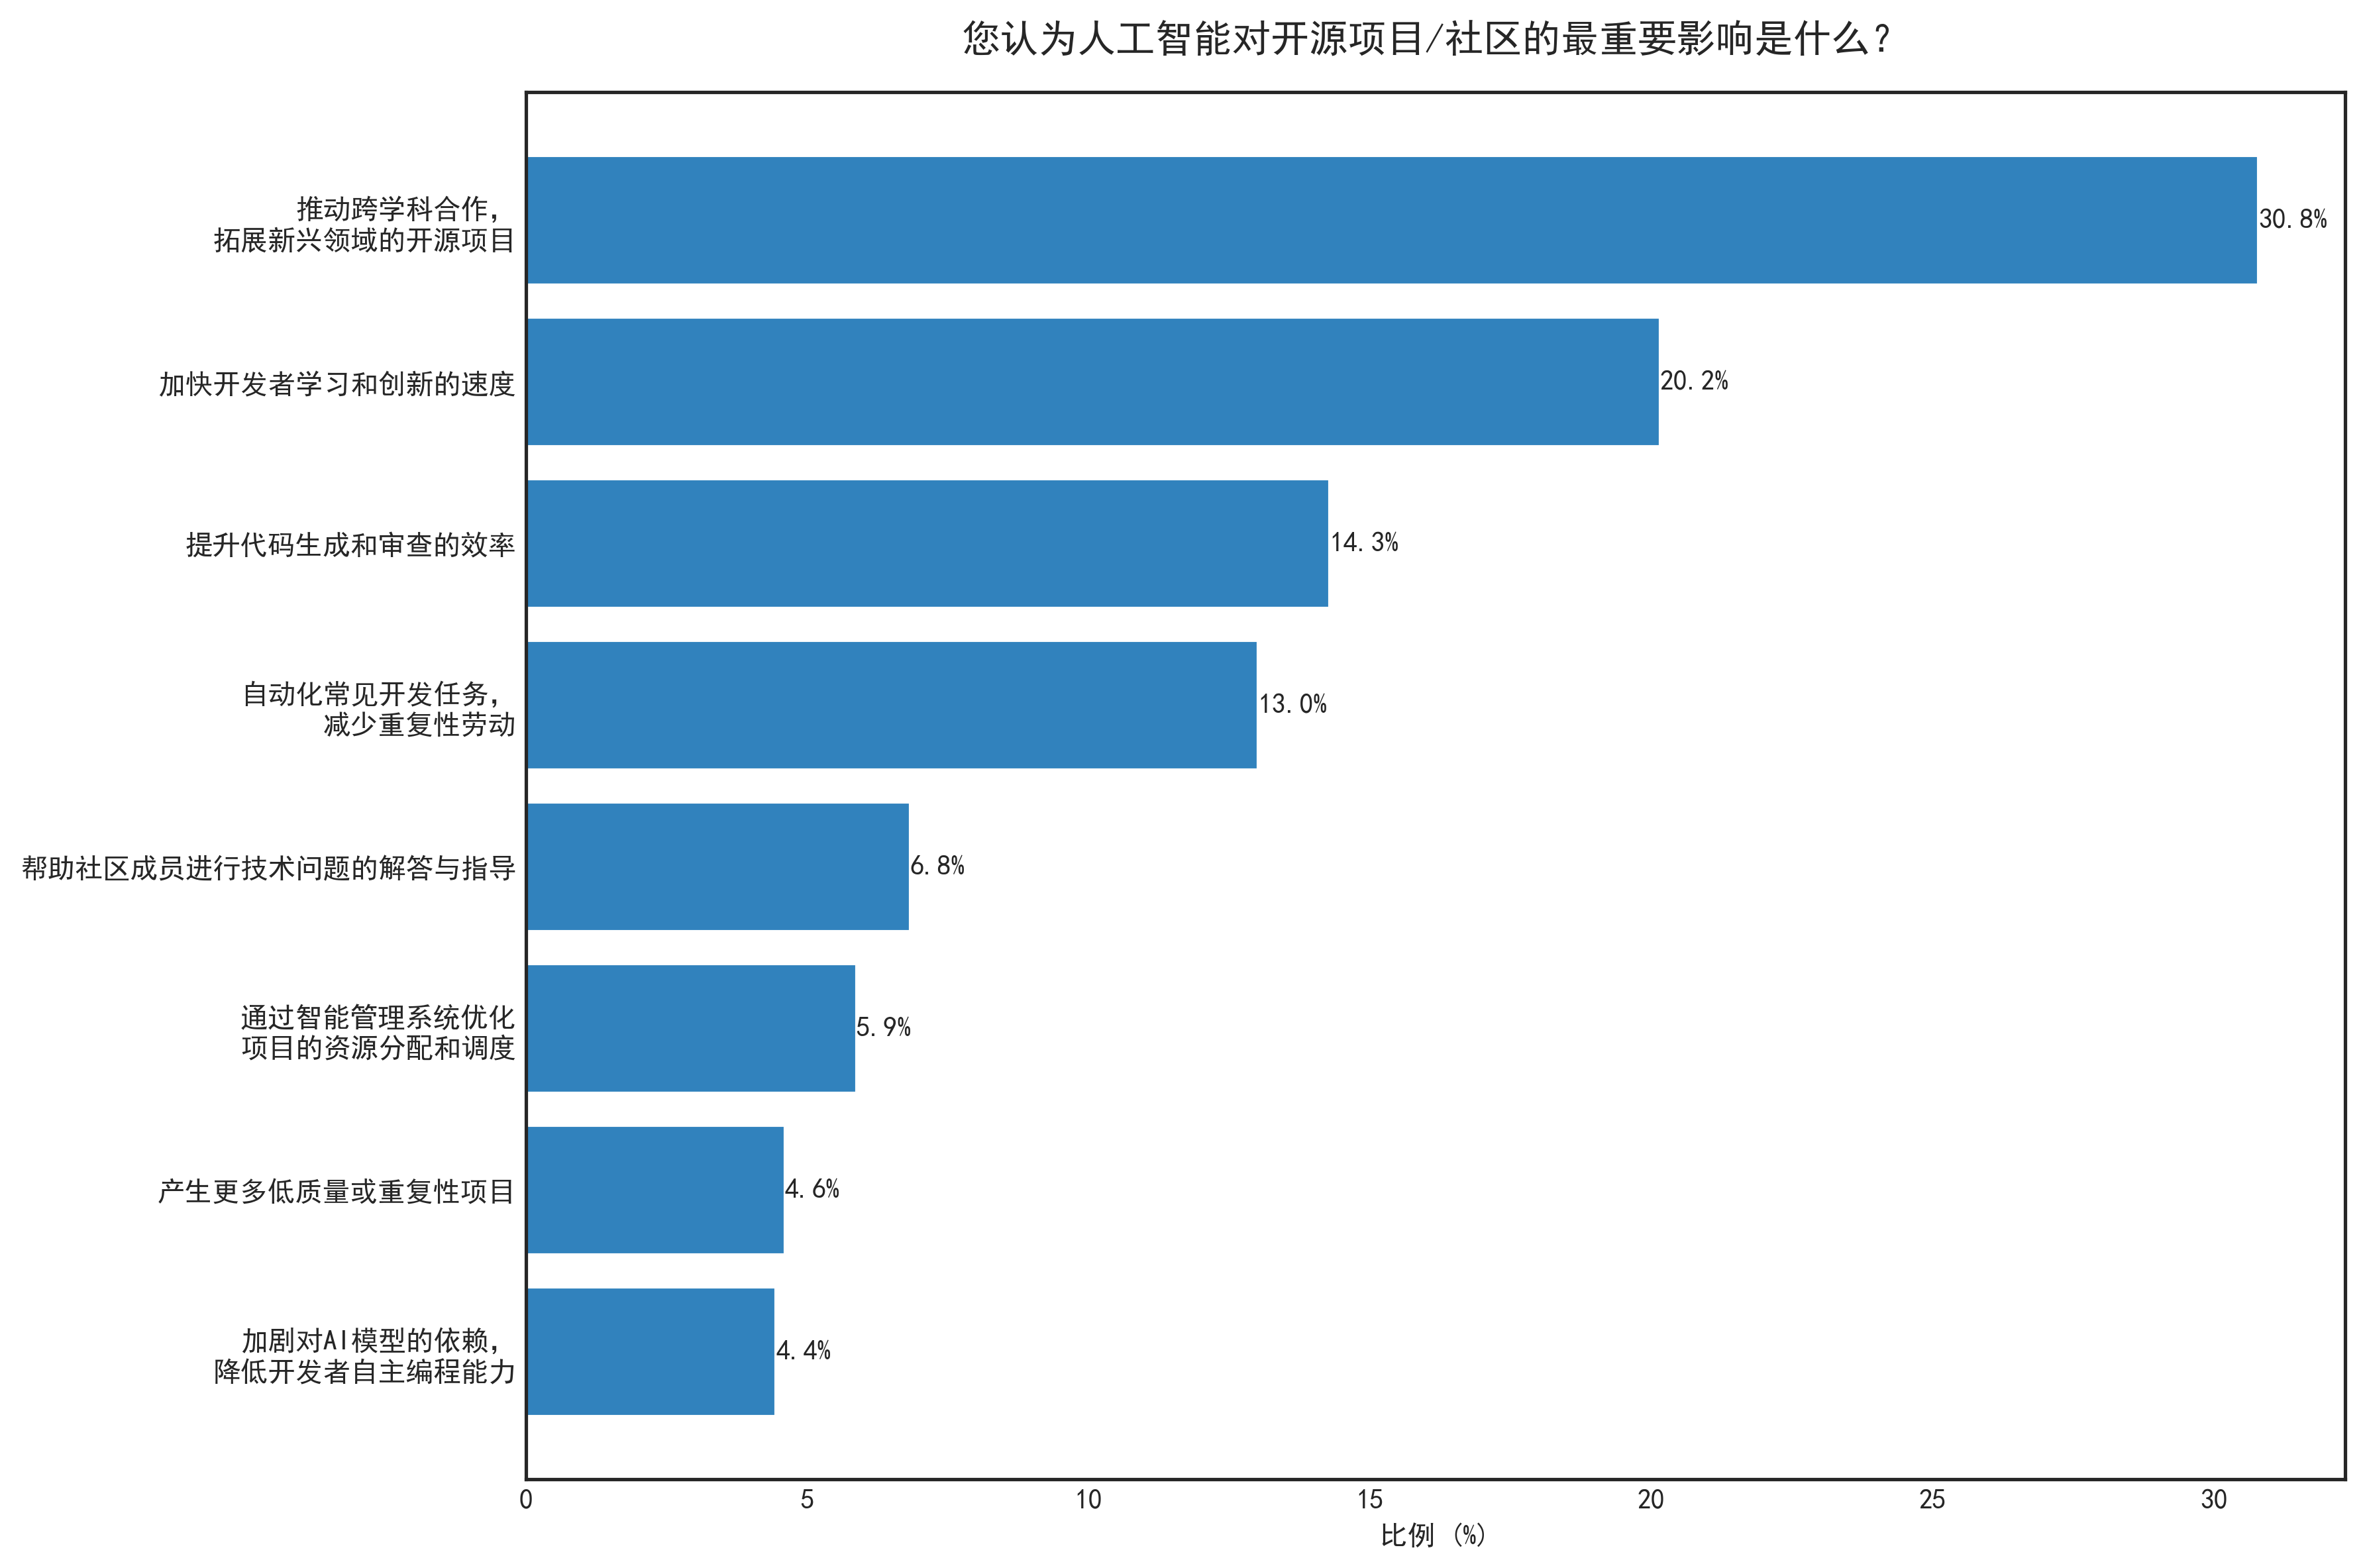 您认为人工智能对开源项目/社区的最重要影响是什么？
推动跨学科合作，
拓展新兴领域的开源项目
30.8%
加快开发者学习和创新的速度
20.2%
提升代码生成和审查的效率
14.3%
自动化常见开发任务，
减少重复性劳动
13.0%
帮助社区成员进行技术问题的解答与指导
6.8%
通过智能管理系统优化
项目的资源分配和调度
5.9%
产生更多低质量或重复性项目
4.6%
加剧对AI模型的依赖，
降低开发者自主编程能力
4.4%
0 5 10 15 20 25 30
比例 (%)